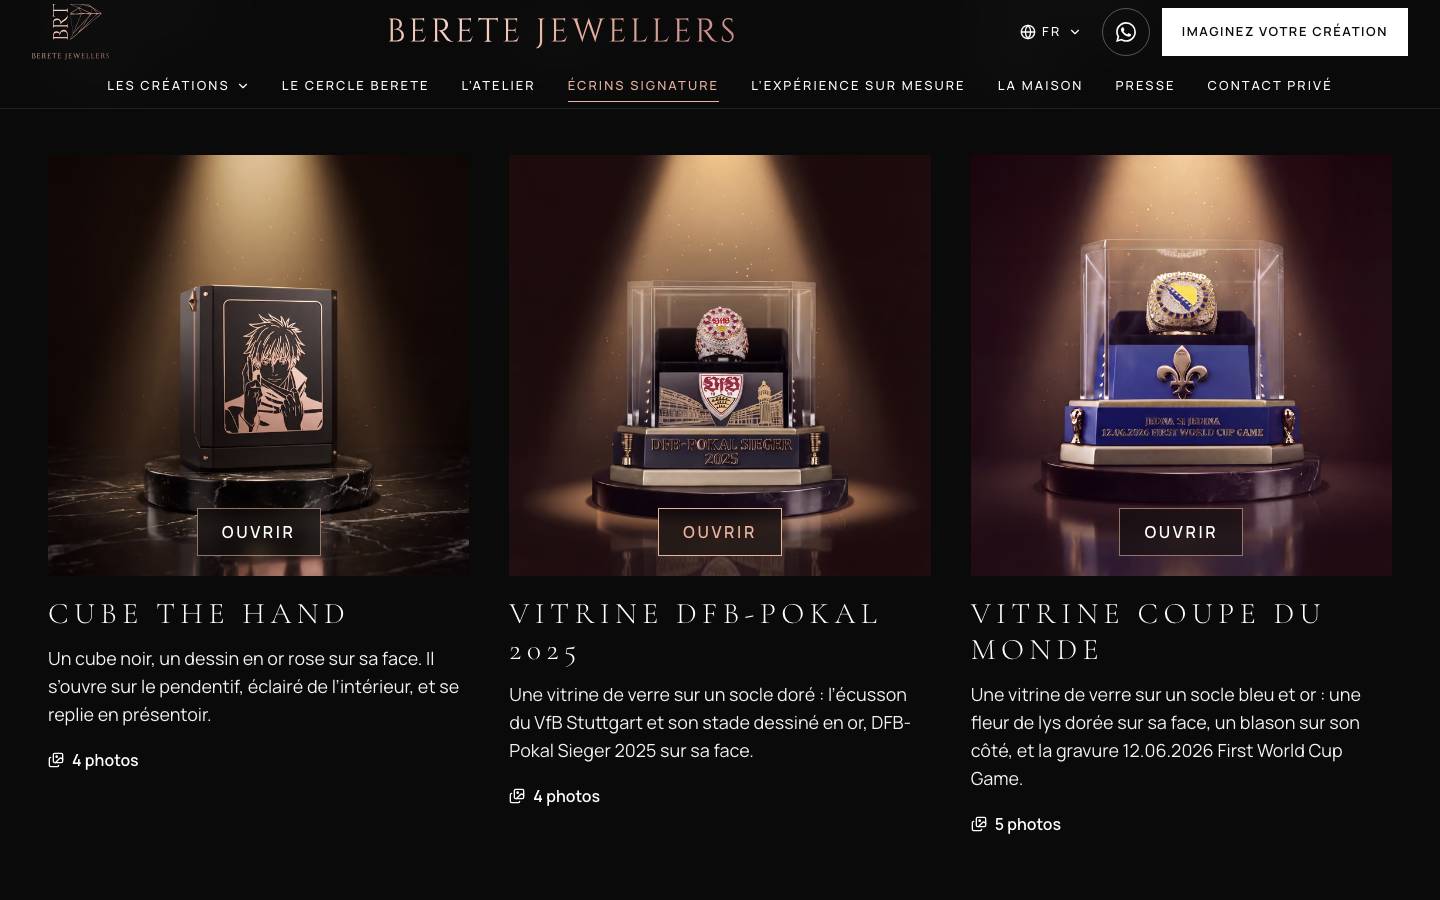 BRT
BERETE JEWELLERS
BERETE JEWELLERS
FR
IMAGINEZ VOTRE CRÉATION
LES CRÉATIONS
LE CERCLE BERETE
L'ATELIER
ÉCRINS SIGNATURE
L'EXPÉRIENCE SUR MESURE
LA MAISON
PRESSE
CONTACT PRIVÉ
VfB
DFB-POKAL SIEGER
2025
JEDNA SI JEDINA
12.06.2026 FIRST WORLD CUP GAME
OUVRIR
OUVRIR
OUVRIR
CUBE THE HAND
Un cube noir, un dessin en or rose sur sa face. Il
s'ouvre sur le pendentif, éclairé de l'intérieur, et se
replie en présentoir.
4 photos
VITRINE DFB-POKAL
2025
Une vitrine de verre sur un socle doré : l'écusson
du VfB Stuttgart et son stade dessiné en or, DFB-
Pokal Sieger 2025 sur sa face.
4 photos
VITRINE COUPE DU
MONDE
Une vitrine de verre sur un socle bleu et or : une
fleur de lys dorée sur sa face, un blason sur son
côté, et la gravure 12.06.2026 First World Cup
Game.
5 photos